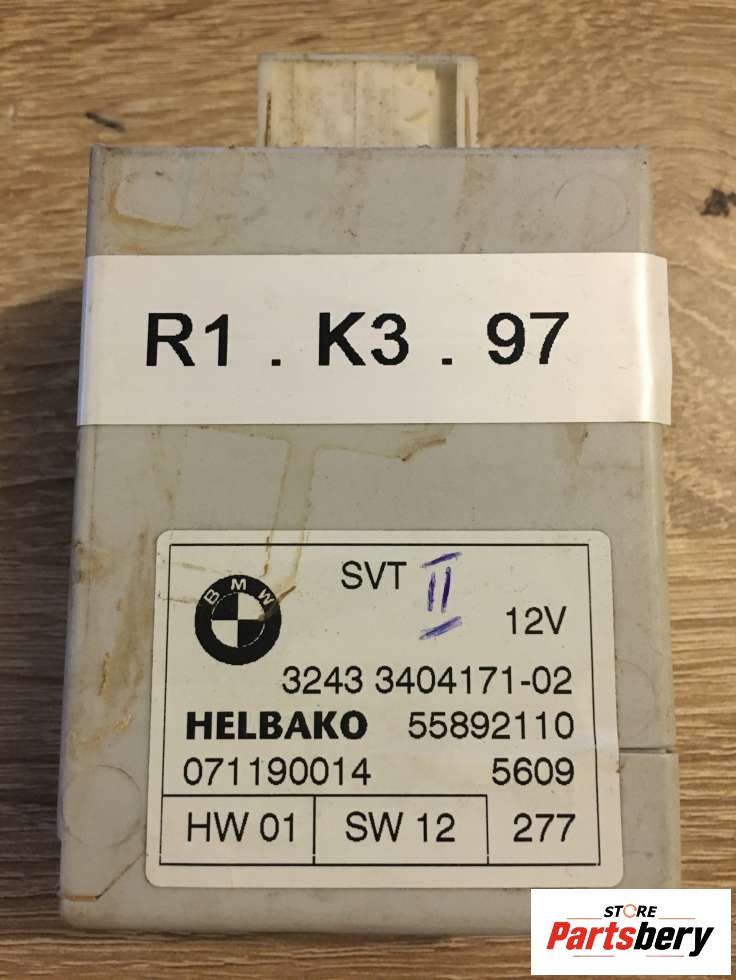 R1 . K3 . 97
BMW
SVT II
12V
3243 3404171-02
HELBAKO 55892110
071190014 5609
HW 01 SW 12 277
STORE
Partsbery